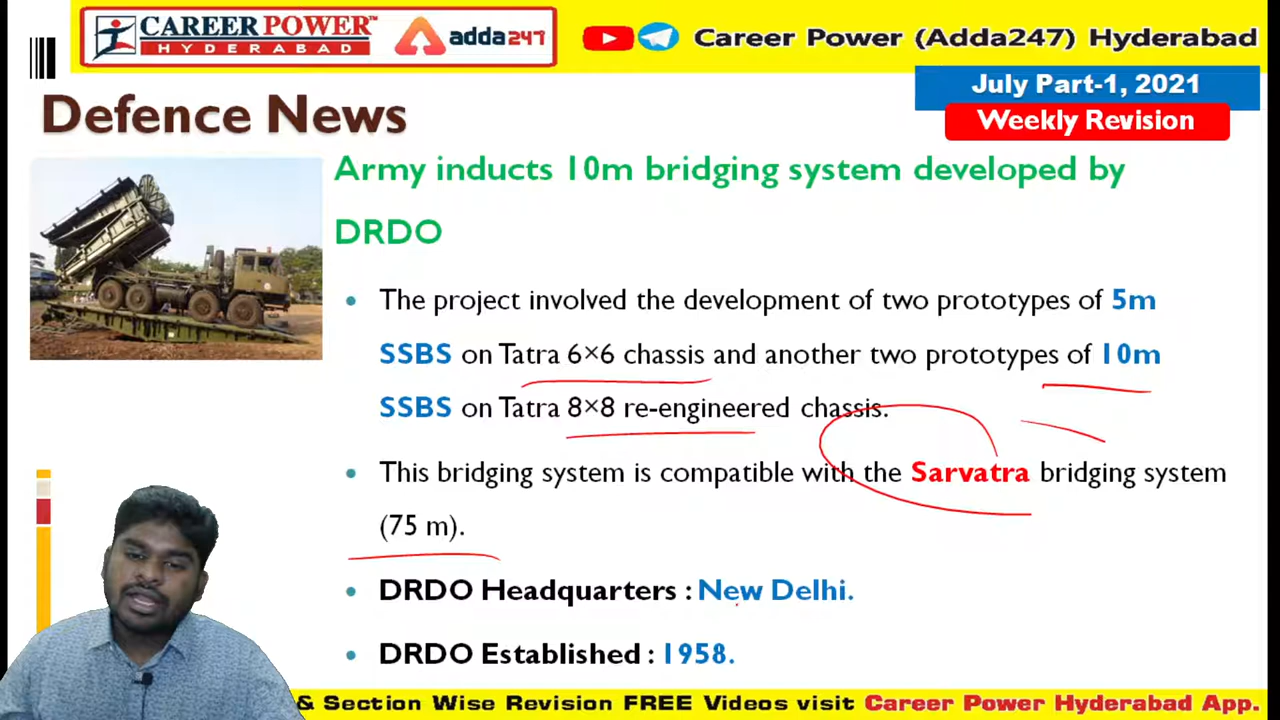 CAREER POWER™
HYDERABAD
adda247
Career Power (Adda247) Hyderabad
July Part-1, 2021
Weekly Revision
Defence News
Army inducts 10m bridging system developed by
DRDO
• The project involved the development of two prototypes of 5m
SSBS on Tatra 6×6 chassis and another two prototypes of 10m
SSBS on Tatra 8×8 re-engineered chassis.
• This bridging system is compatible with the Sarvatra bridging system
(75 m).
• DRDO Headquarters : New Delhi.
• DRDO Established : 1958.
& Section Wise Revision FREE Videos visit Career Power Hyderabad App.